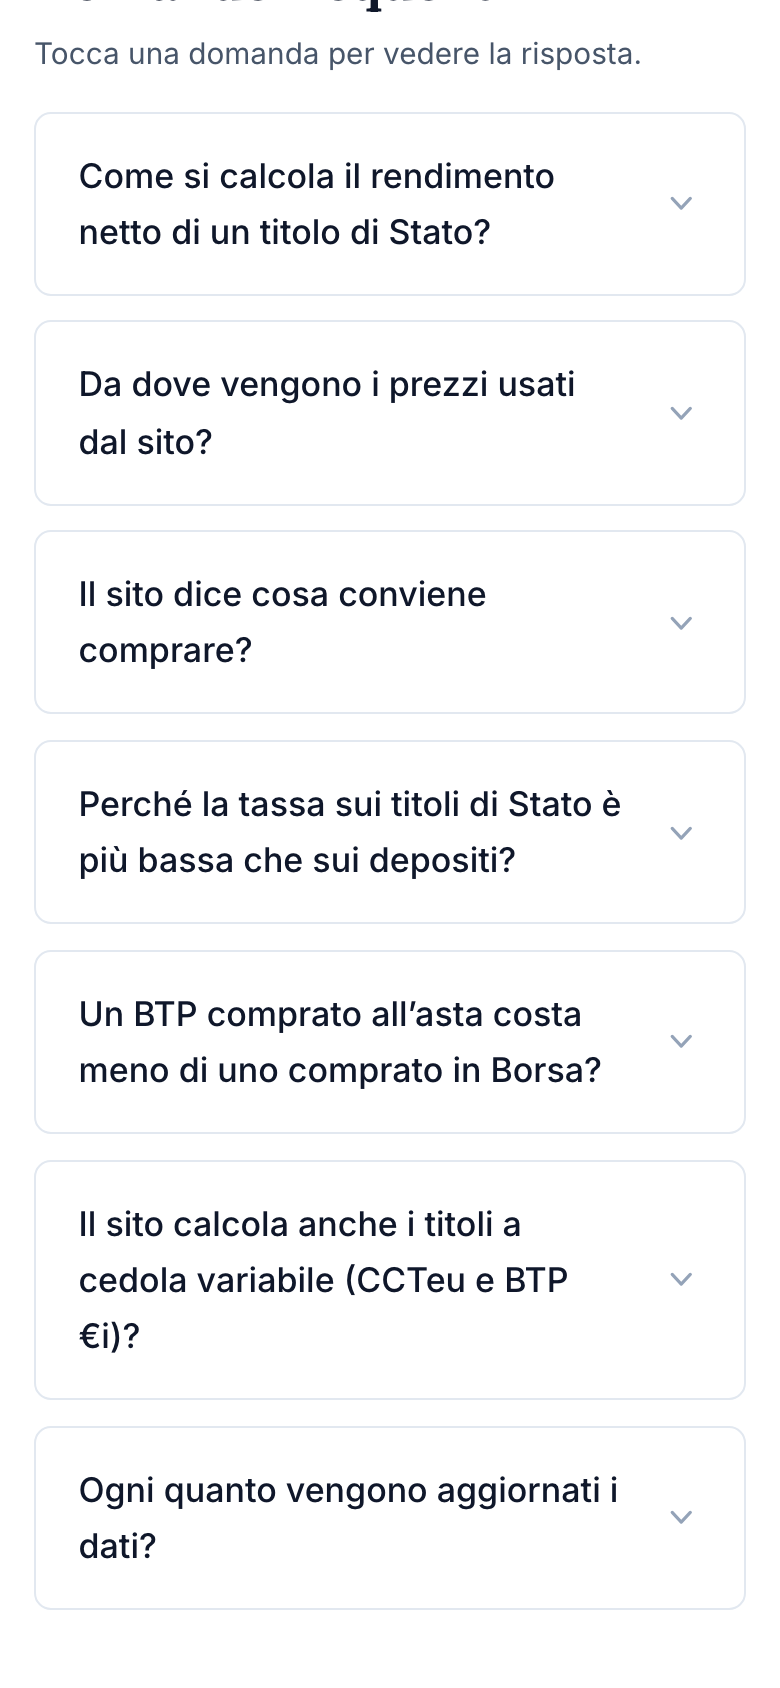 Tocca una domanda per vedere la risposta.
Come si calcola il rendimento
netto di un titolo di Stato?
Da dove vengono i prezzi usati
dal sito?
Il sito dice cosa conviene
comprare?
Perché la tassa sui titoli di Stato è
più bassa che sui depositi?
Un BTP comprato all’asta costa
meno di uno comprato in Borsa?
Il sito calcola anche i titoli a
cedola variabile (CCTeu e BTP
€i)?
Ogni quanto vengono aggiornati i
dati?